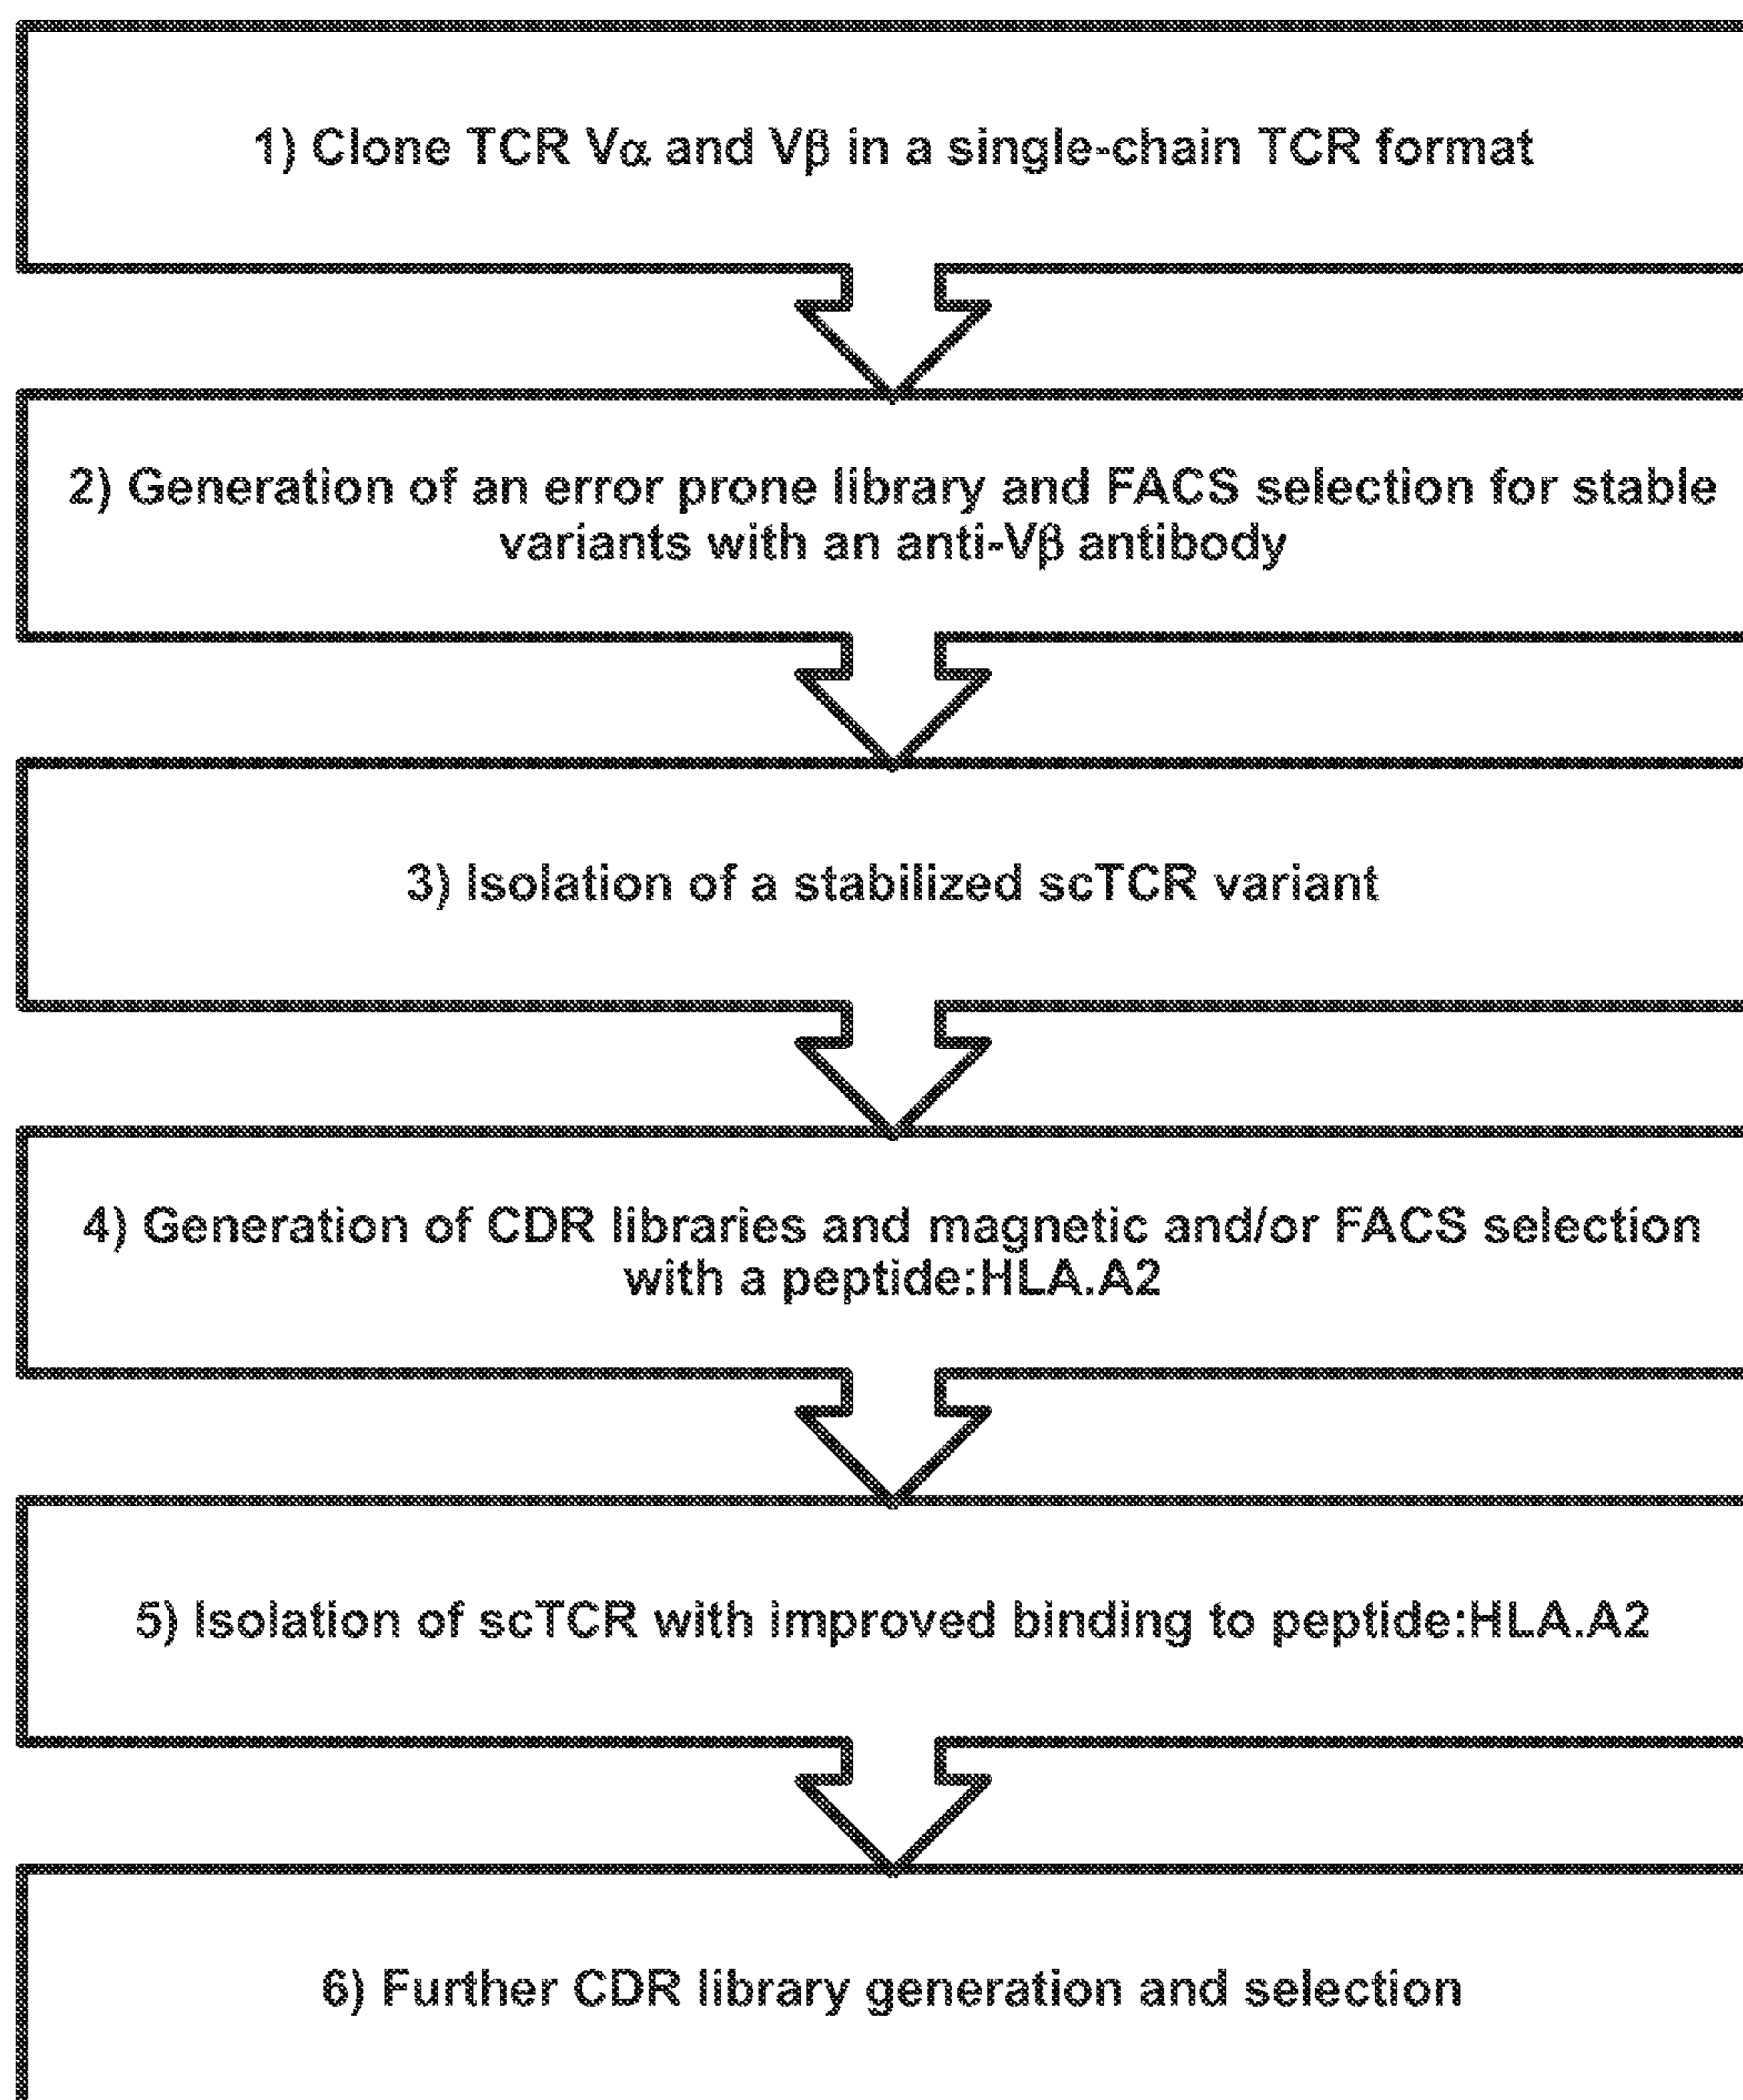 1) Clone TCR Vα and Vβ in a single-chain TCR format
2) Generation of an error prone library and FACS selection for stable
variants with an anti-Vβ antibody
3) Isolation of a stabilized scTCR variant
4) Generation of CDR libraries and magnetic and/or FACS selection
with a peptide:HLA.A2
5) Isolation of scTCR with improved binding to peptide:HLA.A2
6) Further CDR library generation and selection